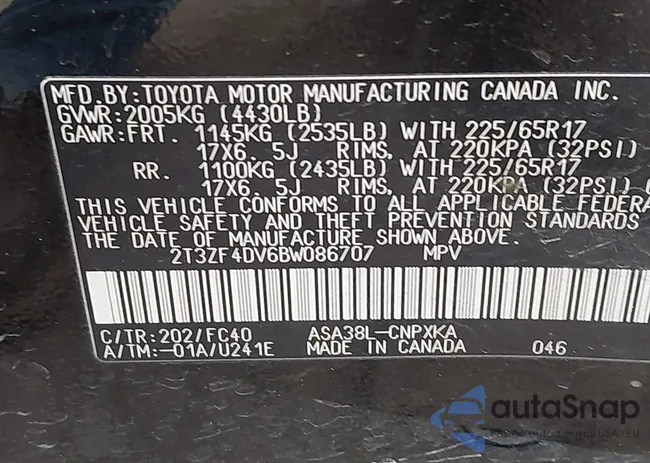 MFD. BY: TOYOTA MOTOR MANUFACTURING CANADA INC.
GVWR: 2005KG (4430LB)
GAWR: FRT. 1145KG (2535LB) WITH 225/65R17
17X6. 5J RIMS, AT 220KPA (32PSI)
RR. 1100KG (2435LB) WITH 225/65R17
17X6. 5J RIMS, AT 220KPA (32PSI) (
THIS VEHICLE CONFORMS TO ALL APPLICABLE FEDERA
VEHICLE SAFETY AND THEFT PREVENTION STANDARDS
THE DATE OF MANUFACTURE SHOWN ABOVE.
2T3ZF4DV6BW086707 MPV
C/TR: 202/FC40 ASA38L-CNPXKA
A/TM: -01A/U241E MADE IN CANADA 046
autaSnap
USA - EU